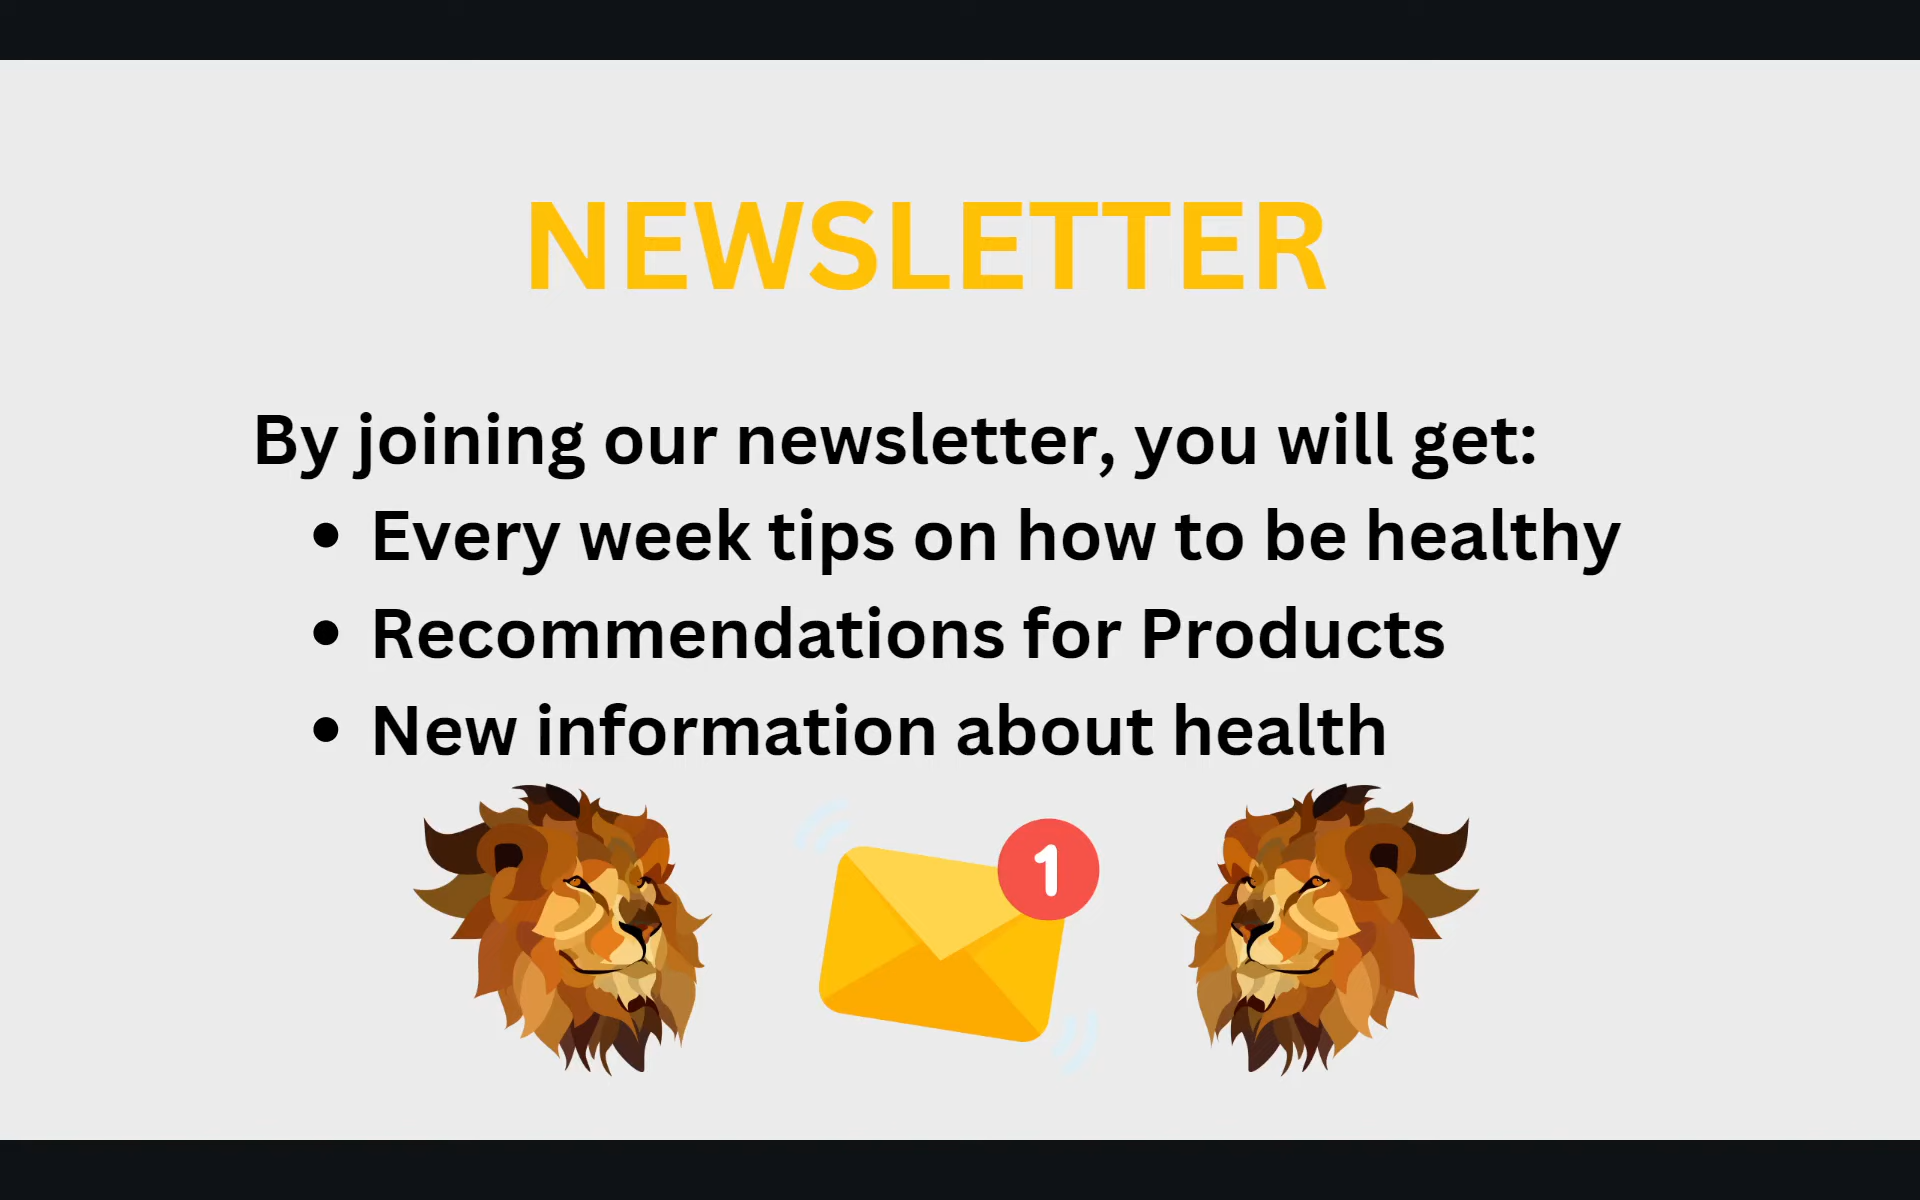 NEWSLETTER
By joining our newsletter, you will get:
• Every week tips on how to be healthy
• Recommendations for Products
• New information about health
1